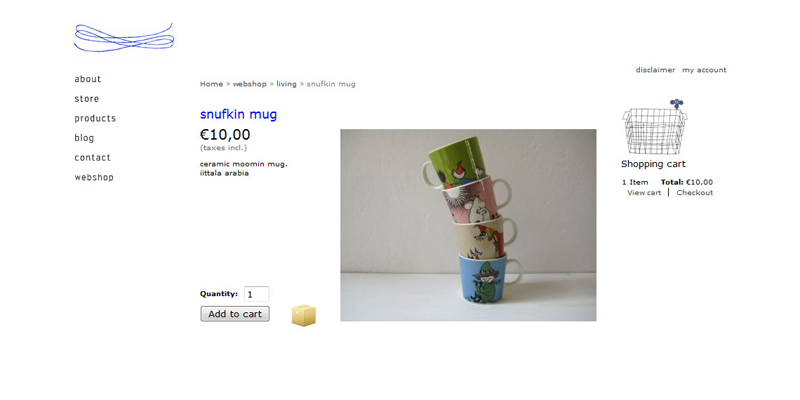 disclaimer my account
about
store
products
blog
contact
webshop
Home » webshop » living » snufkin mug
snufkin mug
€10,00
(taxes incl.)
ceramic moomin mug.
iittala arabia
Quantity: 1
Add to cart
Shopping cart
1 Item Total: €10,00
View cart | Checkout